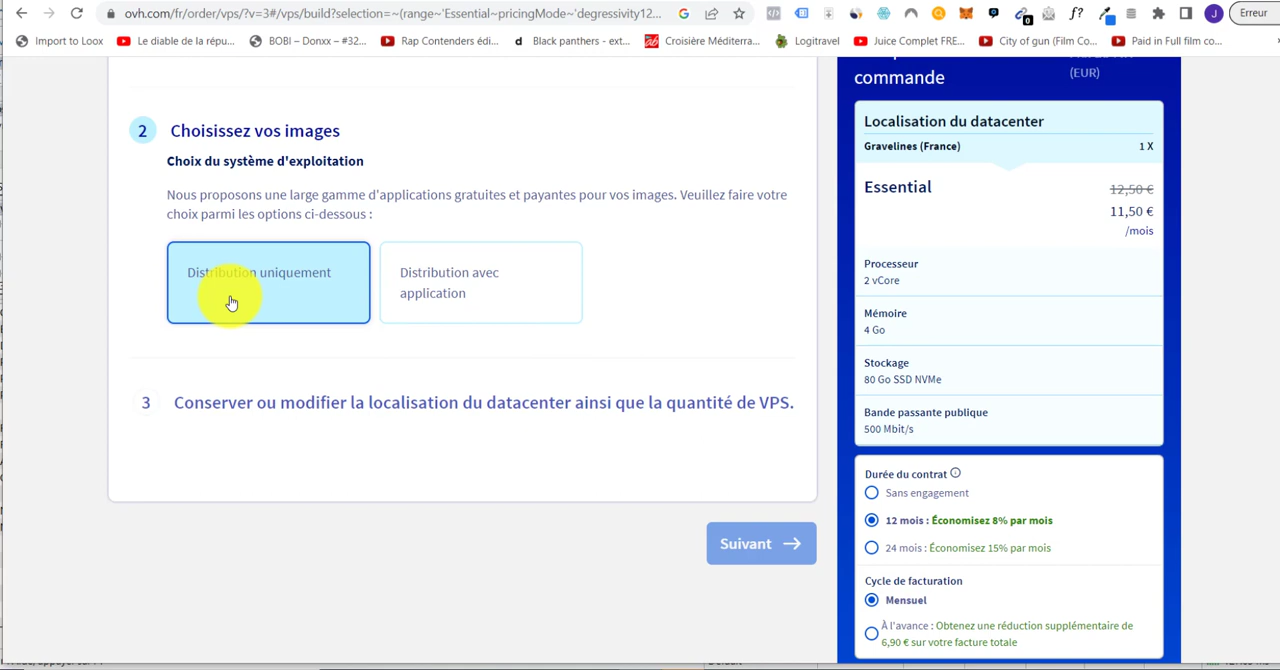 ovh.com/fr/order/vps/?v=3#/vps/build?selection=~(range~'Essential~pricingMode~'degressivity12...
Erreur
Import to Loox
Le diable de la répu...
BOBI – Donxx – #32...
Rap Contenders édi...
Black panthers - ext...
Croisière Méditerra...
Logitravel
Juice Complet FRE...
City of gun (Film Co...
Paid in Full film co...
commande
(EUR)
2 Choisissez vos images
Choix du système d'exploitation
Nous proposons une large gamme d'applications gratuites et payantes pour vos images. Veuillez faire votre
choix parmi les options ci-dessous :
Distribution uniquement
Distribution avec
application
3 Conserver ou modifier la localisation du datacenter ainsi que la quantité de VPS.
Suivant
Localisation du datacenter
Gravelines (France) 1 X
Essential 12,50 €
11,50 €
/mois
Processeur
2 vCore
Mémoire
4 Go
Stockage
80 Go SSD NVMe
Bande passante publique
500 Mbit/s
Durée du contrat
Sans engagement
12 mois : Économisez 8% par mois
24 mois : Économisez 15% par mois
Cycle de facturation
Mensuel
À l'avance : Obtenez une réduction supplémentaire de
6,90 € sur votre facture totale